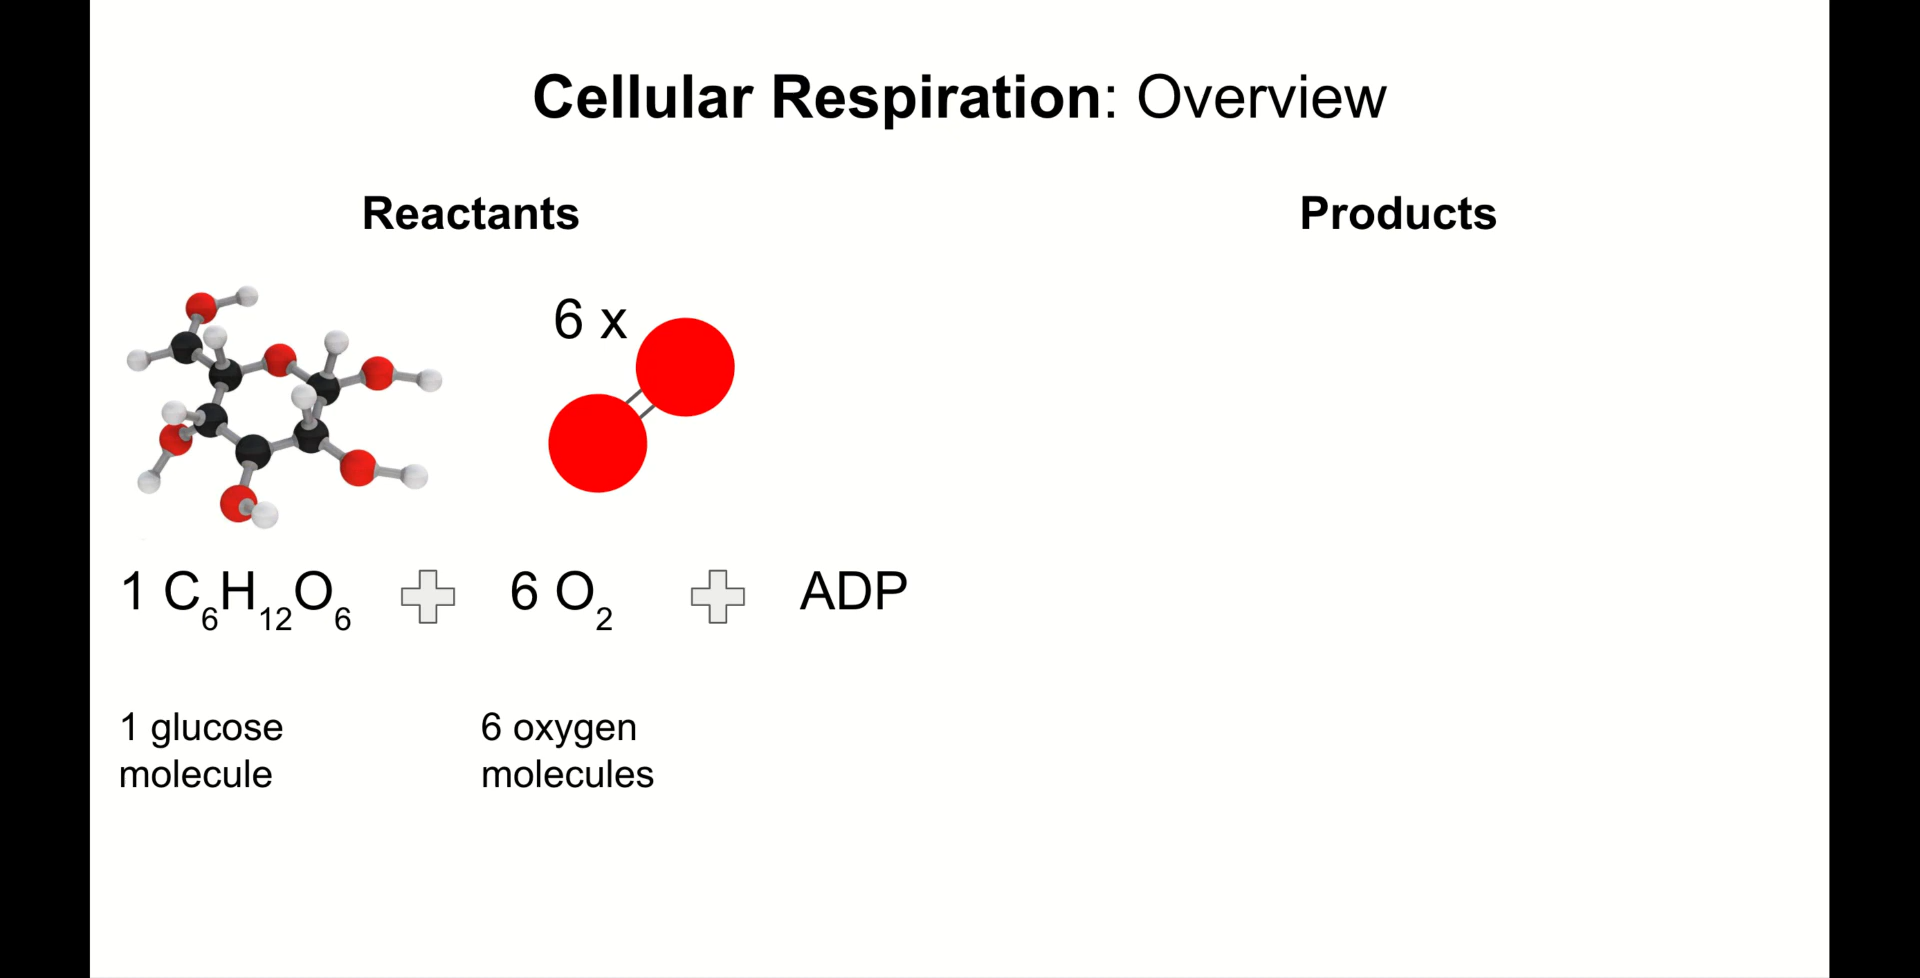 Cellular Respiration: Overview
Reactants
Products
6 x
1 C₆H₁₂O₆ + 6 O₂ + ADP
1 glucose
molecule
6 oxygen
molecules